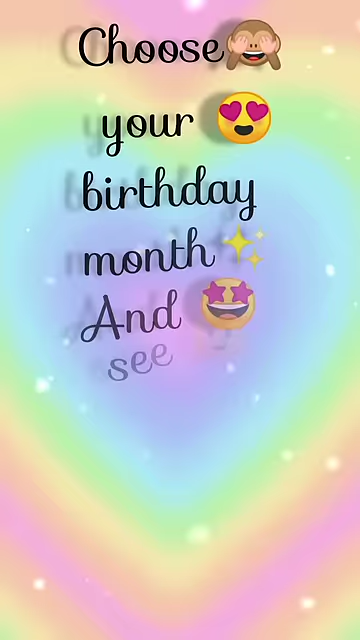 Choose🙈
your 😍
birthday
month✨
And 🤩
see